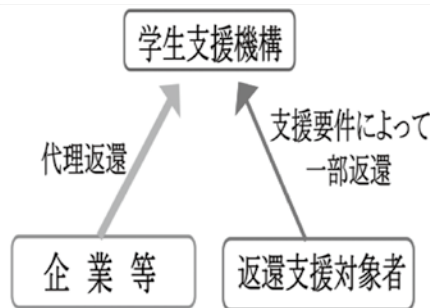 学生支援機構
代理返還
支援要件によって
一部返還
企業等
返還支援対象者